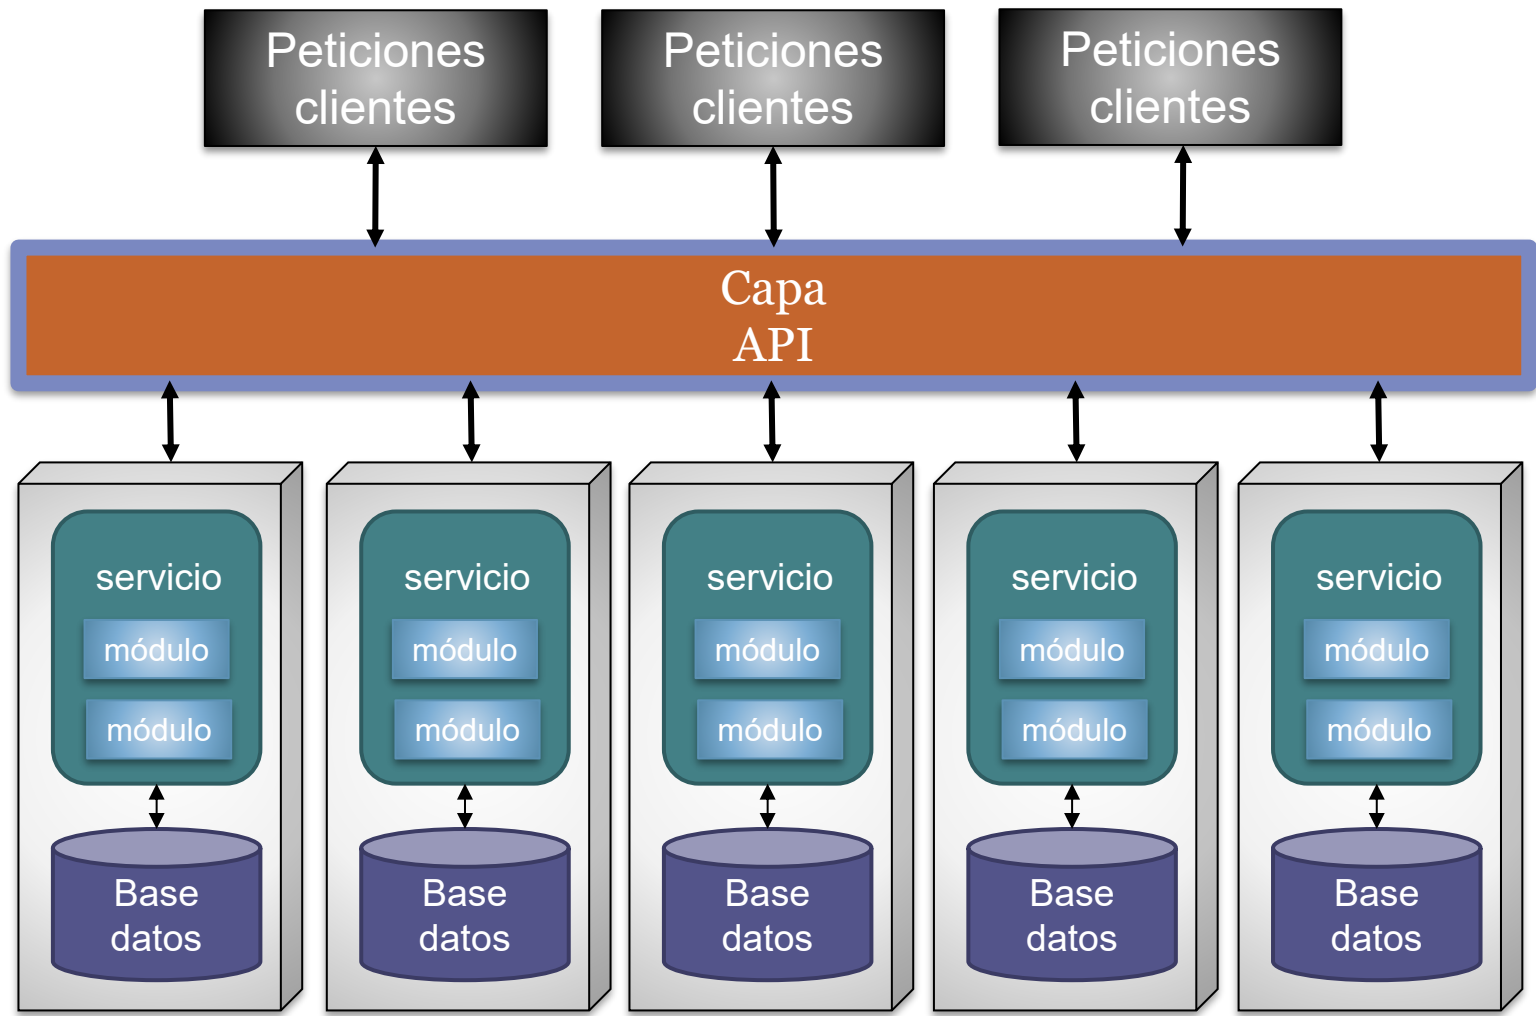 Peticiones
clientes
Peticiones
clientes
Peticiones
clientes
Capa
API
servicio
módulo
módulo
Base
datos
servicio
módulo
módulo
Base
datos
servicio
módulo
módulo
Base
datos
servicio
módulo
módulo
Base
datos
servicio
módulo
módulo
Base
datos